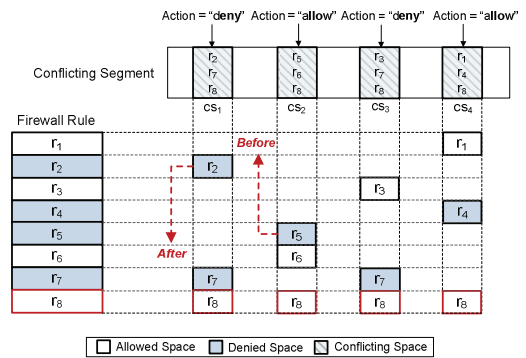 Action = “deny” Action = “allow” Action = “deny” Action = “allow”
r2 r5 r3 r1
Conflicting Segment r7 r6 r7 r4
r8 r8 r8 r8
cs1 cs2 cs3 cs4
Firewall Rule
r1 Before r1
r2 r2
r3 r3
r4 r4
r5 r5
r6 After r6
r7 r7 r7
r8 r8 r8 r8 r8
Allowed Space Denied Space Conflicting Space